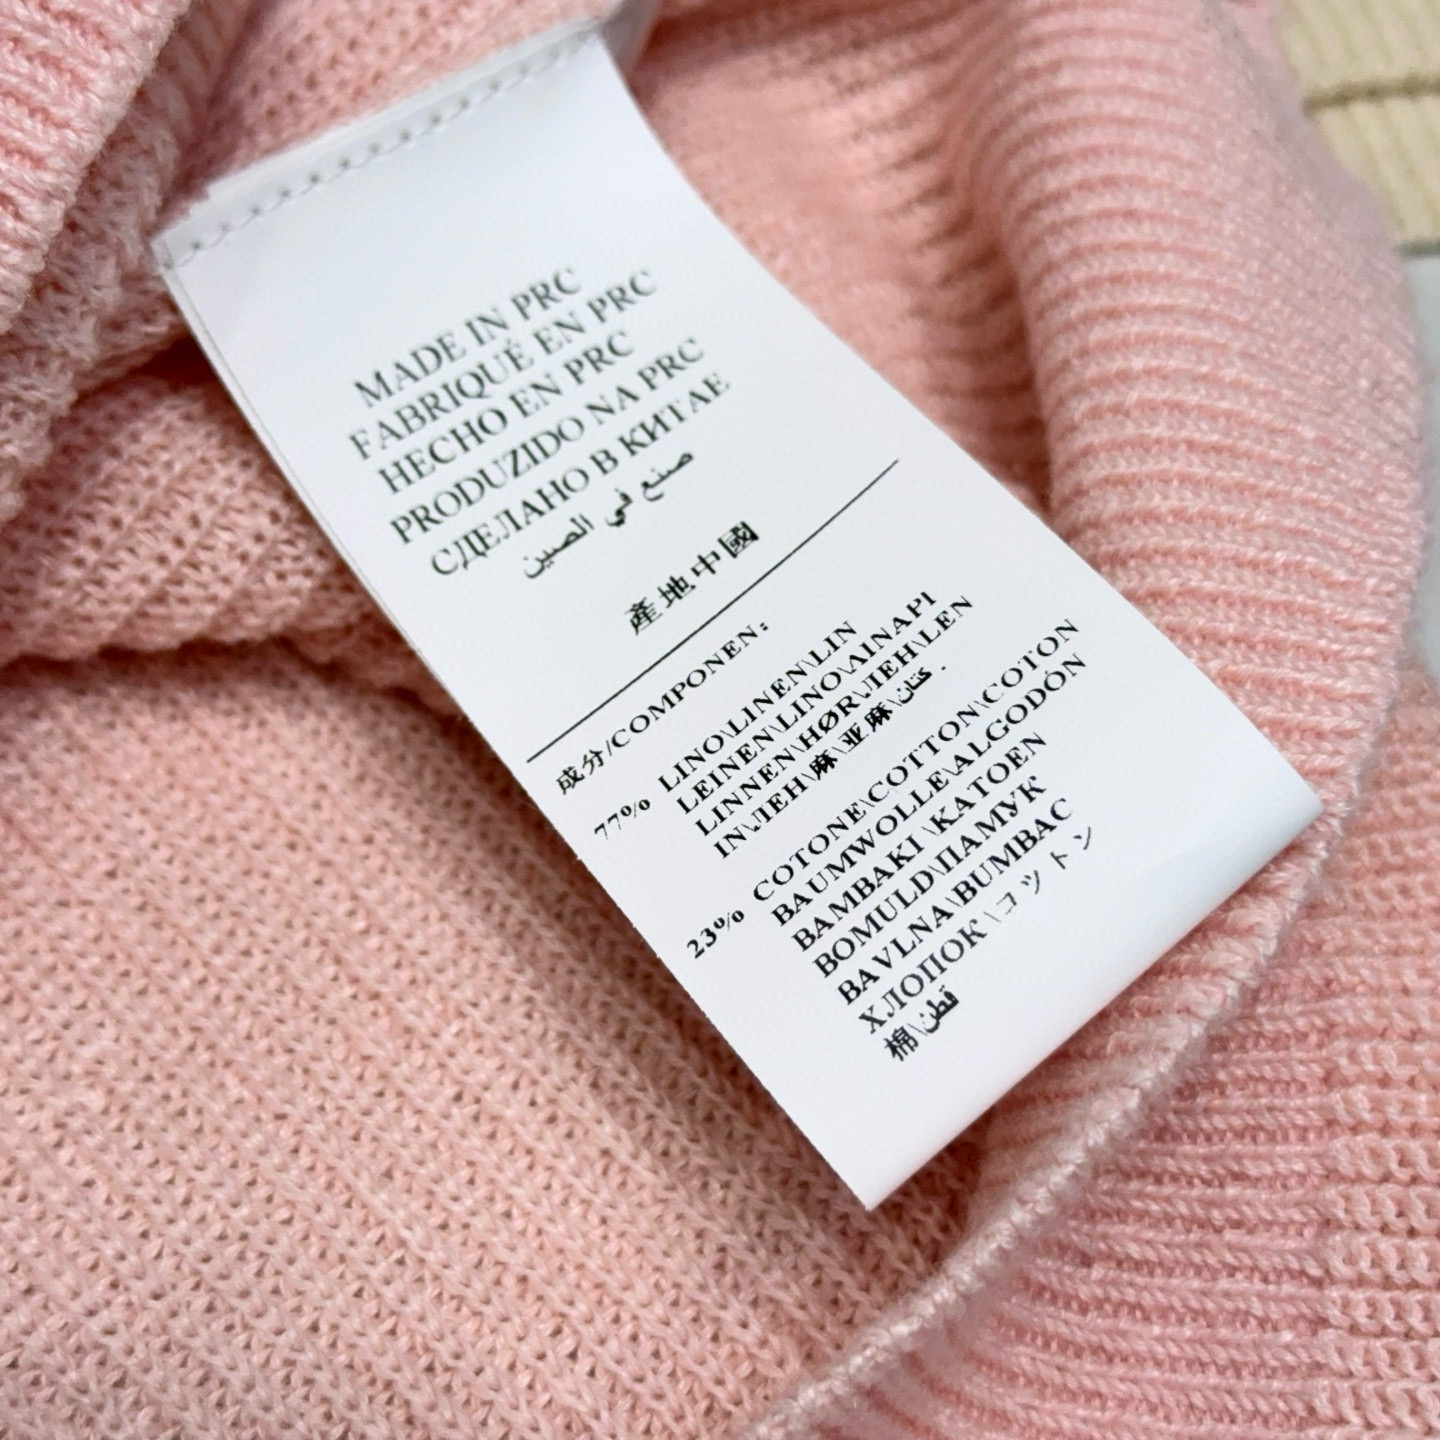 MADE IN PRC
FABRIQUÉ EN PRC
HECHO EN PRC
PRODUZIDO NA PRC
СДЕЛАНО В КИТАЕ
صنع في الصين
產地中國
成分/COMPONEN:
77% LINO\LINEN\LIN
LEINEN\LINO\ΛΙΝΑΡΙ
LINNEN\HØR\ЛЕН\LEN
IN\ЛЕН\麻\亚麻\كتان.
23% COTONE\COTTON\COTON
BAUMWOLLE\ALGODÓN
BAMBAKI \KATOEN
BOMULD\ПАМУК
BAVLNA\BUMBAC
ХЛОПОК\コットン
棉\قطن